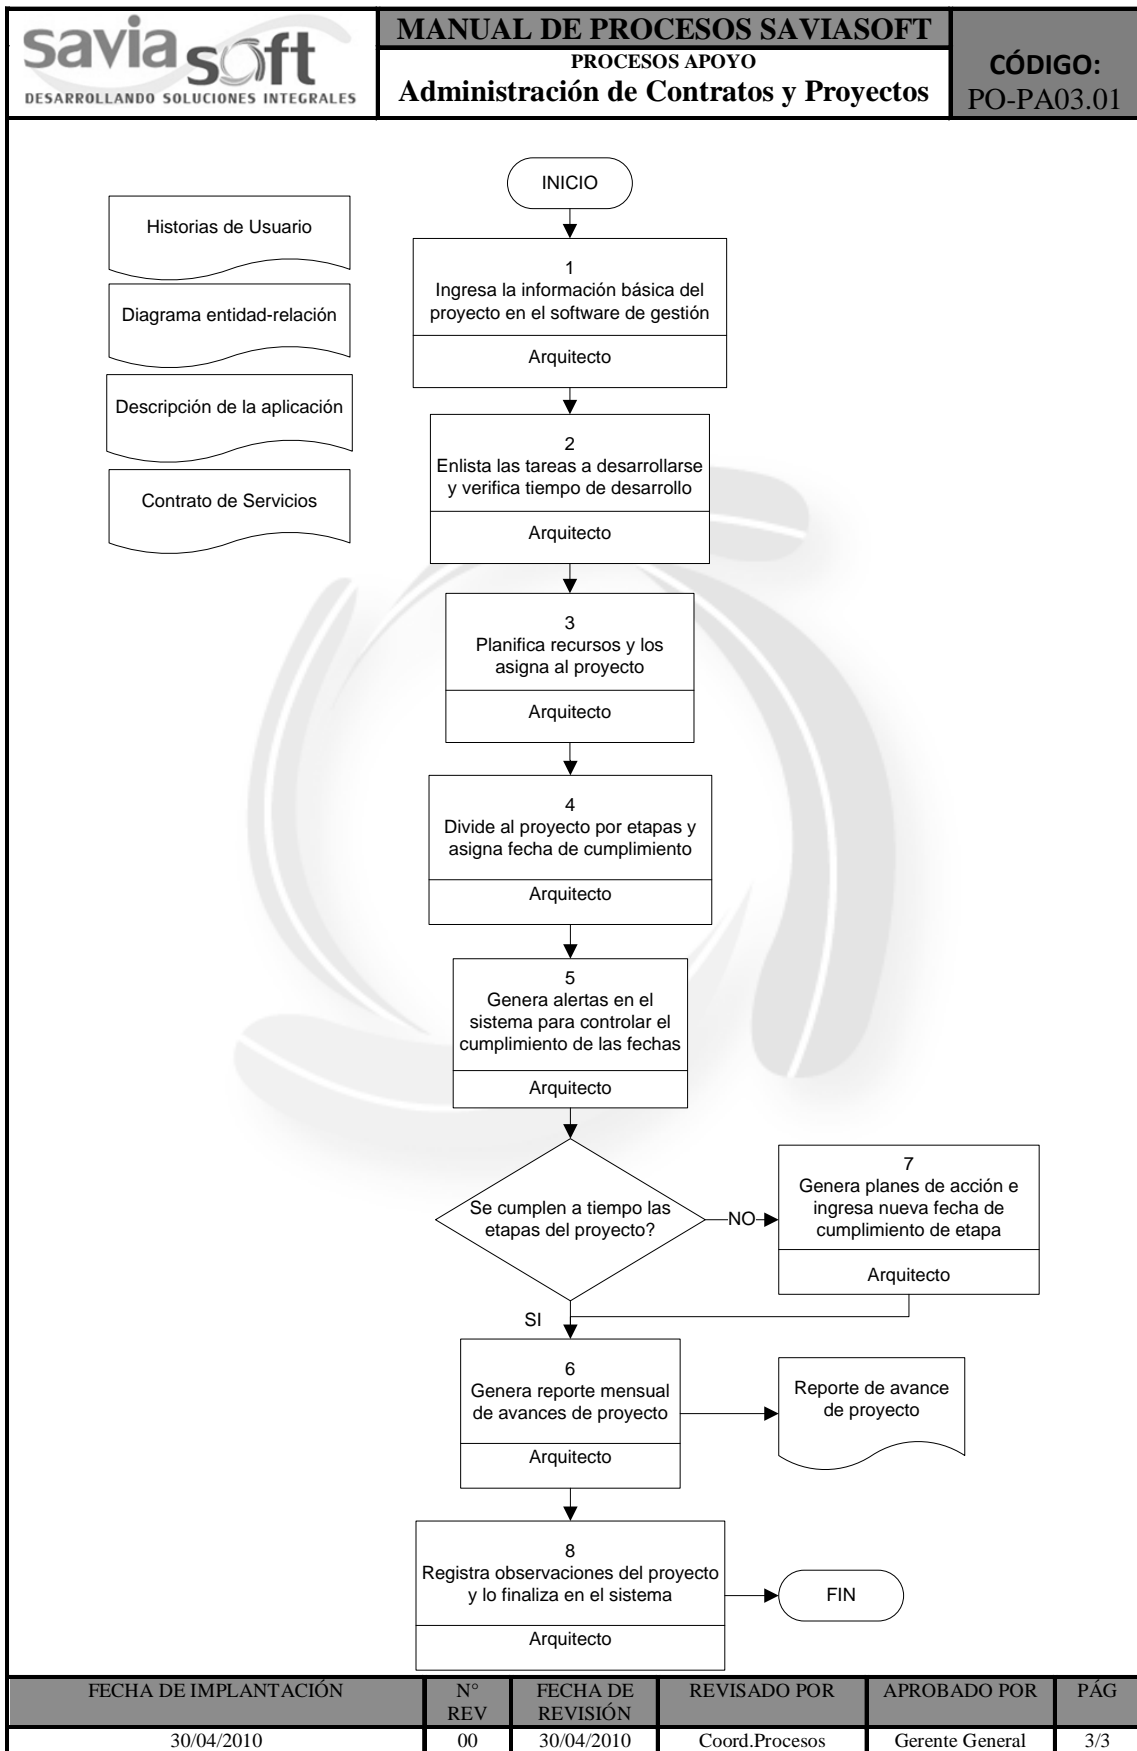 savia soft
DESARROLLANDO SOLUCIONES INTEGRALES
MANUAL DE PROCESOS SAVIASOFT
PROCESOS APOYO
Administración de Contratos y Proyectos
CÓDIGO:
PO-PA03.01
INICIO
Historias de Usuario
Diagrama entidad-relación
Descripción de la aplicación
Contrato de Servicios
1
Ingresa la información básica del
proyecto en el software de gestión
Arquitecto
2
Enlista las tareas a desarrollarse
y verifica tiempo de desarrollo
Arquitecto
3
Planifica recursos y los
asigna al proyecto
Arquitecto
4
Divide al proyecto por etapas y
asigna fecha de cumplimiento
Arquitecto
5
Genera alertas en el
sistema para controlar el
cumplimiento de las fechas
Arquitecto
Se cumplen a tiempo las
etapas del proyecto?
NO
7
Genera planes de acción e
ingresa nueva fecha de
cumplimiento de etapa
Arquitecto
SI
6
Genera reporte mensual
de avances de proyecto
Arquitecto
Reporte de avance
de proyecto
8
Registra observaciones del proyecto
y lo finaliza en el sistema
Arquitecto
FIN
FECHA DE IMPLANTACIÓN
N°
REV
FECHA DE
REVISIÓN
REVISADO POR
APROBADO POR
PÁG
30/04/2010
00
30/04/2010
Coord.Procesos
Gerente General
3/3